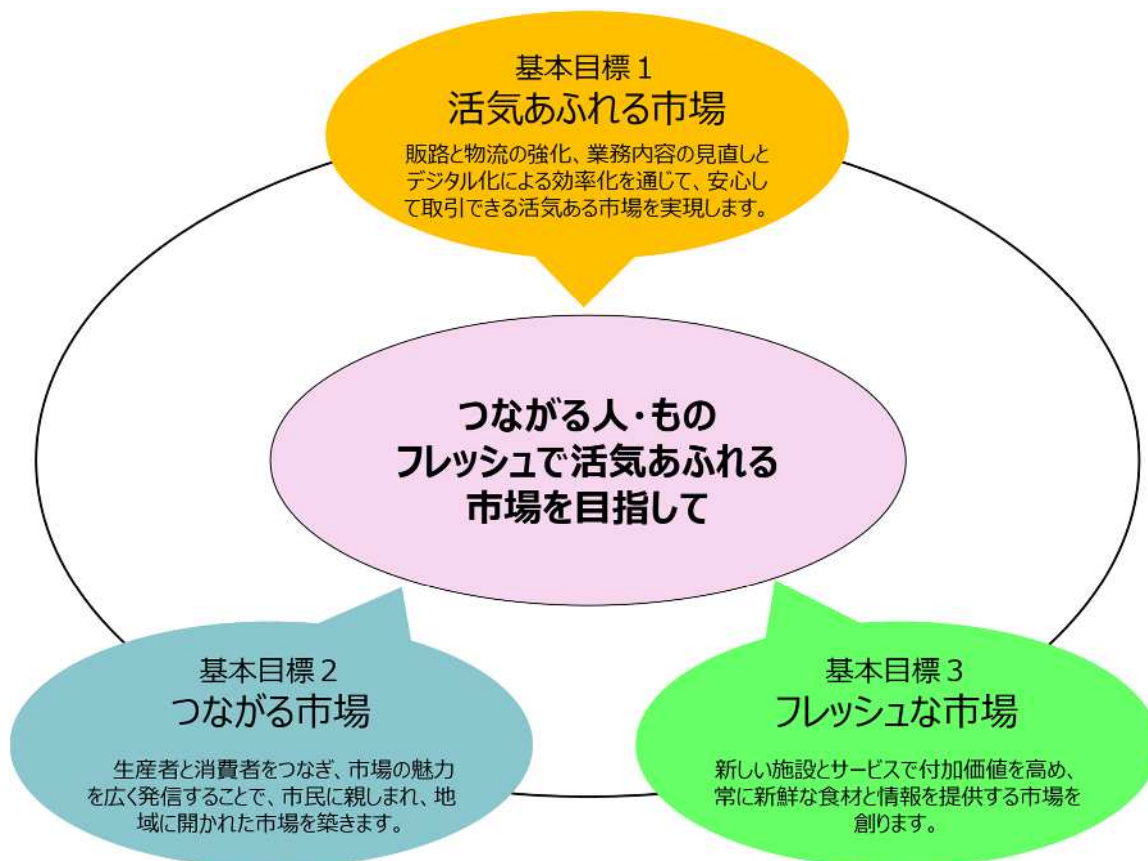 基本目標１
活気あふれる市場
販路と物流の強化、業務内容の見直しと
デジタル化による効率化を通じて、安心し
て取引できる活気ある市場を実現します。
つながる人・もの
フレッシュで活気あふれる
市場を目指して
基本目標２
つながる市場
生産者と消費者をつなぎ、市場の魅力
を広く発信することで、市民に親しまれ、地
域に開かれた市場を築きます。
基本目標３
フレッシュな市場
新しい施設とサービスで付加価値を高め、
常に新鮮な食材と情報を提供する市場を
創ります。